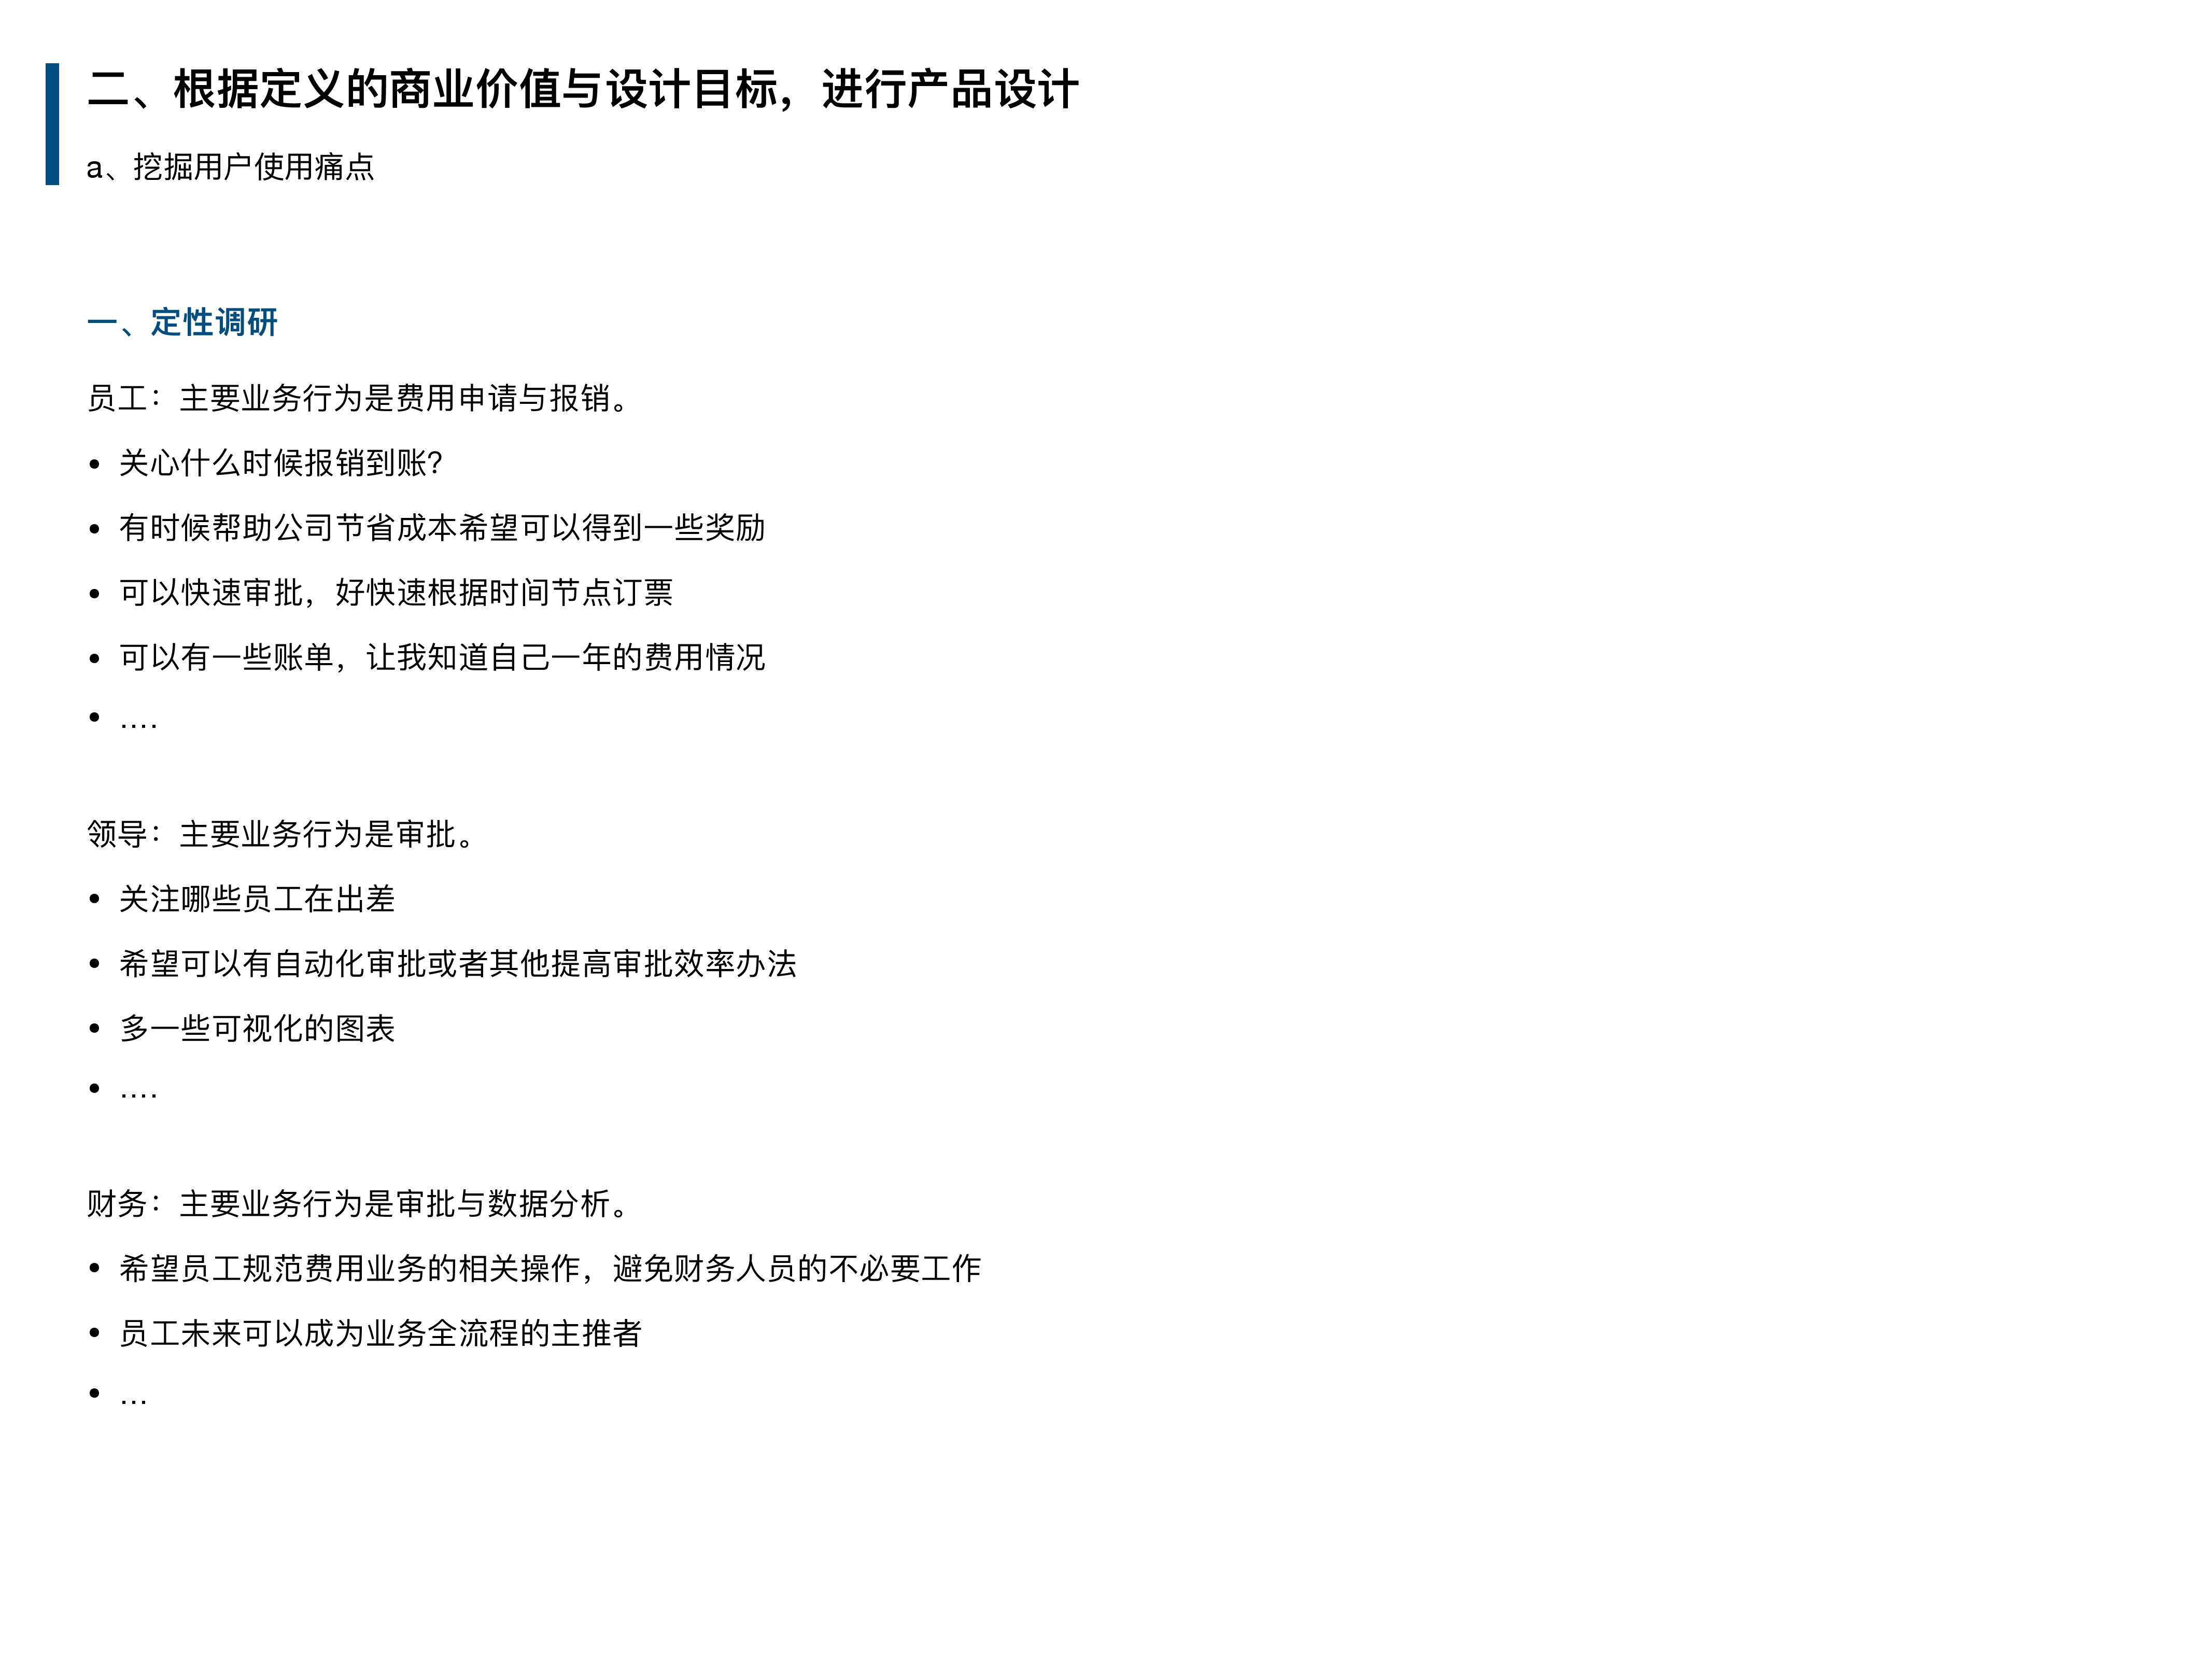 二、根据定义的商业价值与设计目标，进行产品设计
a、挖掘用户使用痛点
一、定性调研
员工：主要业务行为是费用申请与报销。
• 关心什么时候报销到账？
• 有时候帮助公司节省成本希望可以得到一些奖励
• 可以快速审批，好快速根据时间节点订票
• 可以有一些账单，让我知道自己一年的费用情况
• ....
领导：主要业务行为是审批。
• 关注哪些员工在出差
• 希望可以有自动化审批或者其他提高审批效率办法
• 多一些可视化的图表
• ....
财务：主要业务行为是审批与数据分析。
• 希望员工规范费用业务的相关操作，避免财务人员的不必要工作
• 员工未来可以成为业务全流程的主推者
• ...